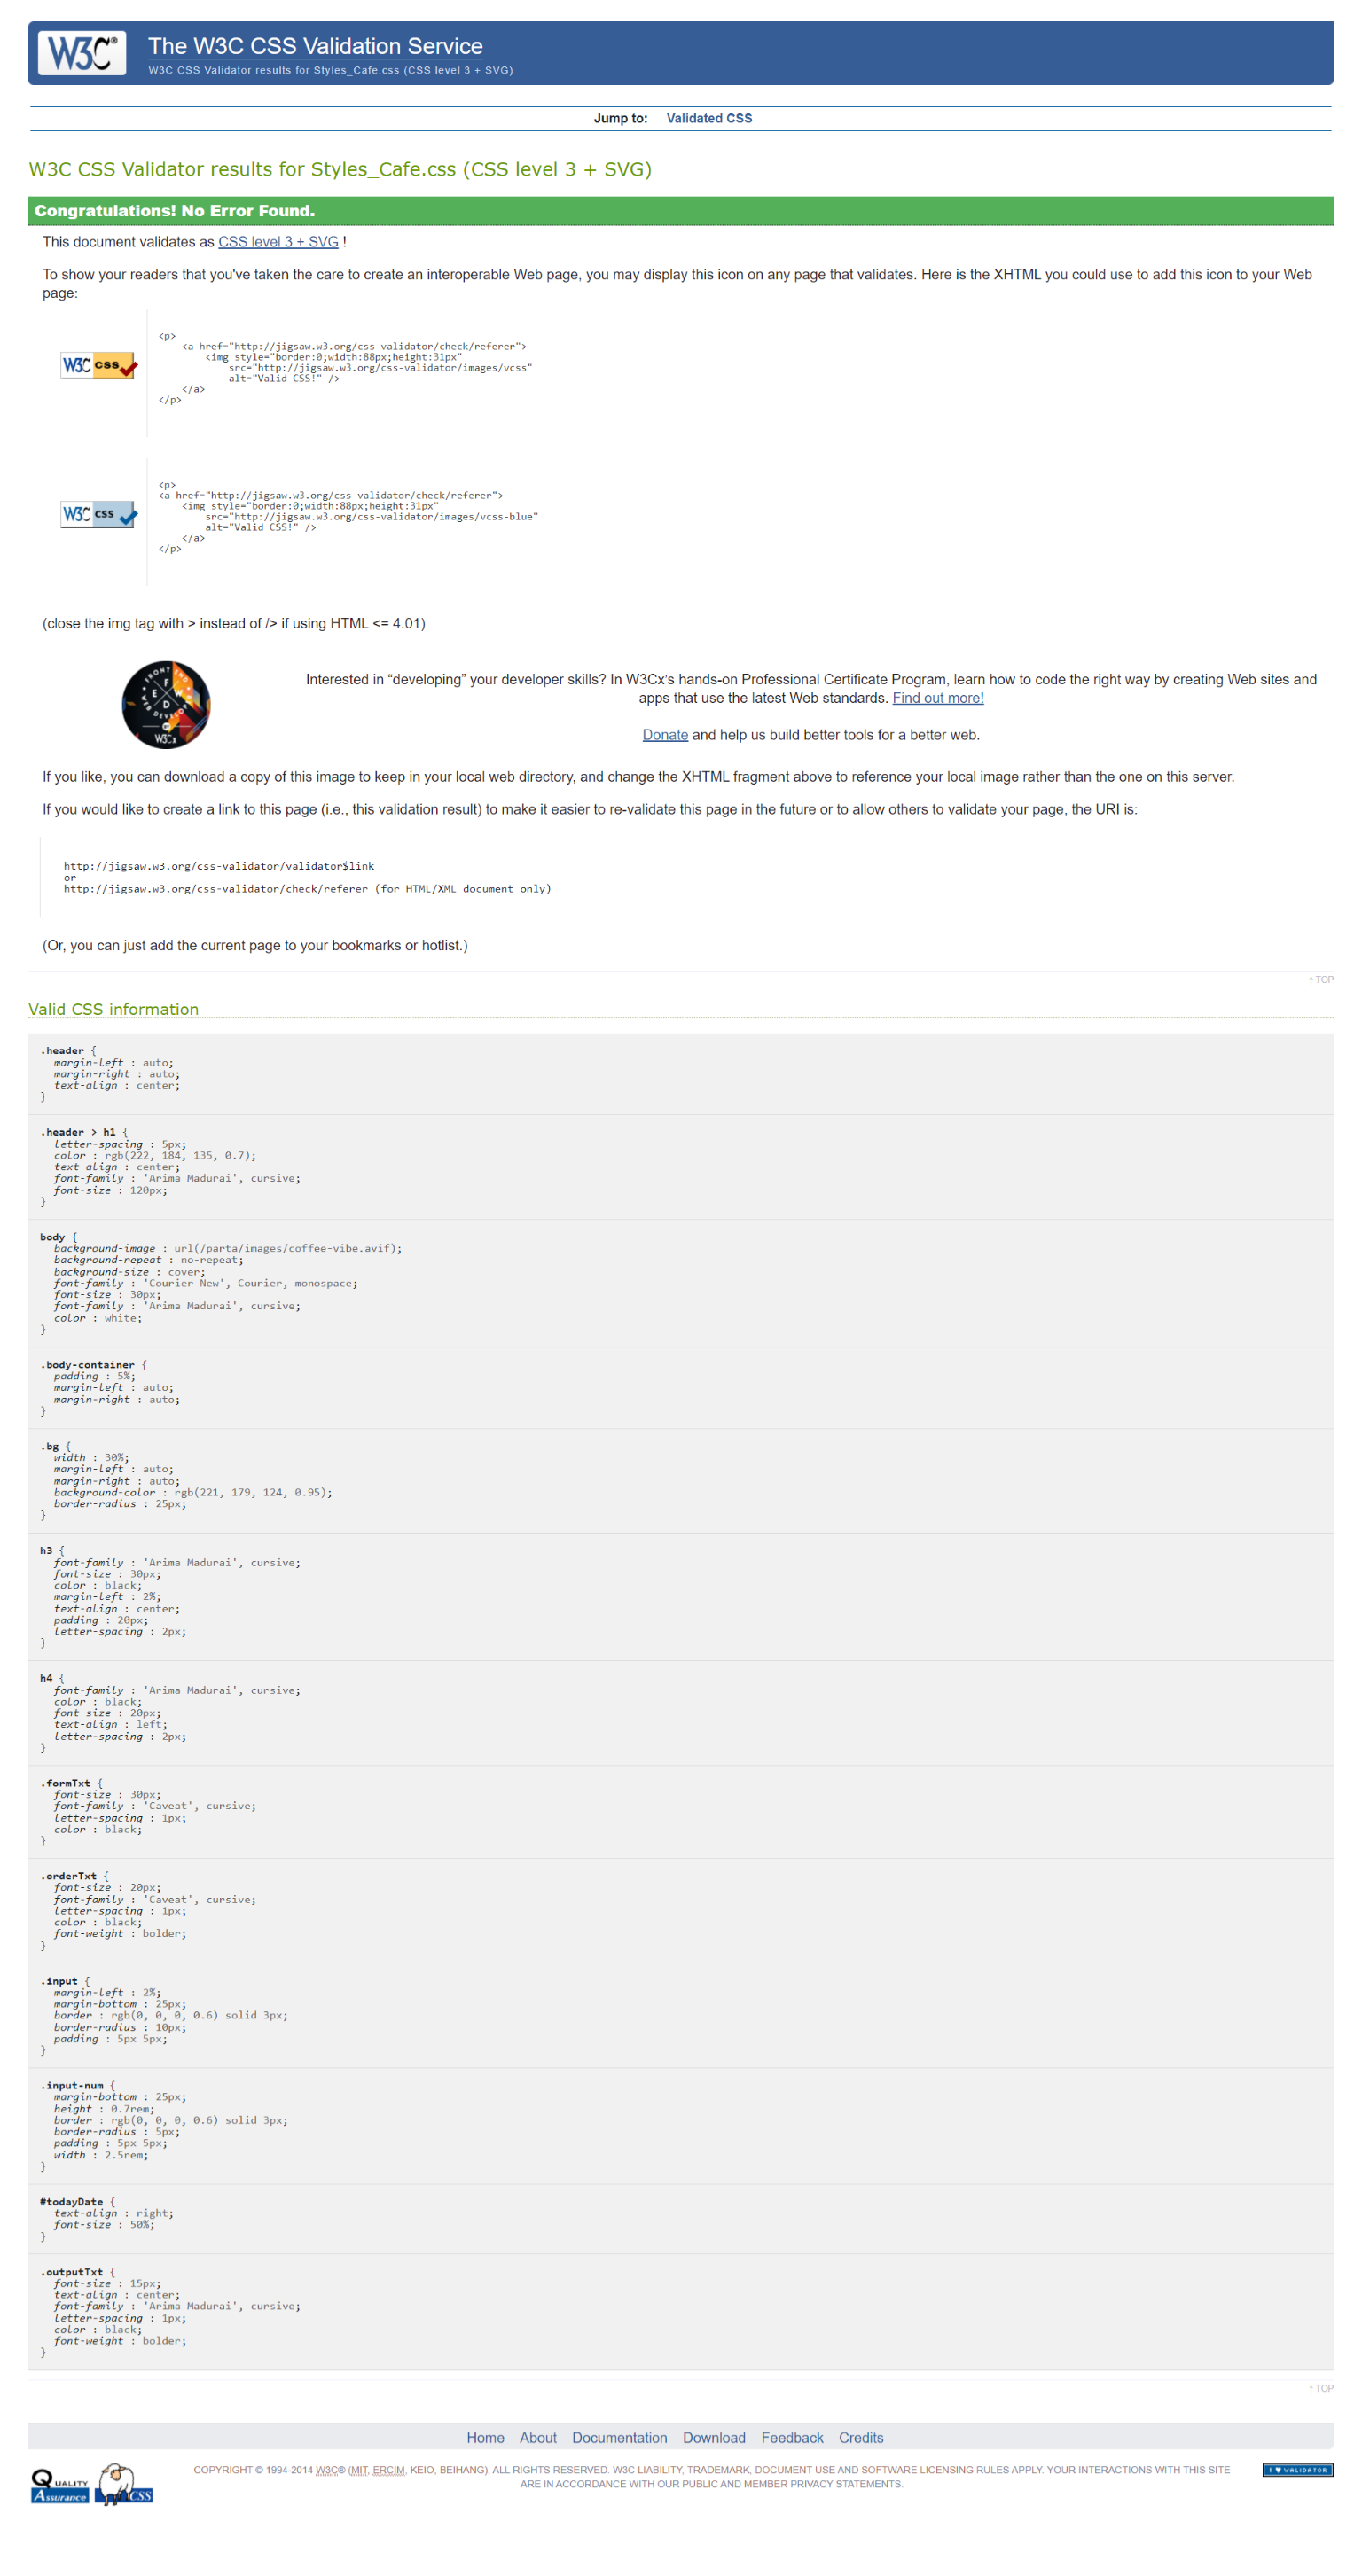 W3C®
The W3C CSS Validation Service
W3C CSS Validator results for Styles_Cafe.css (CSS level 3 + SVG)
Jump to: Validated CSS
W3C CSS Validator results for Styles_Cafe.css (CSS level 3 + SVG)
Congratulations! No Error Found.
This document validates as CSS level 3 + SVG !
To show your readers that you've taken the care to create an interoperable Web page, you may display this icon on any page that validates. Here is the XHTML you could use to add this icon to your Web
page:
<p>
<a href="http://jigsaw.w3.org/css-validator/check/referer">
<img style="border:0;width:88px;height:31px"
W3C css
src="http://jigsaw.w3.org/css-validator/images/vcss"
alt="Valid CSS!" />
</a>
</p>
<p>
<a href="http://jigsaw.w3.org/css-validator/check/referer">
<img style="border:0;width:88px;height:31px"
W3C css
src="http://jigsaw.w3.org/css-validator/images/vcss-blue"
alt="Valid CSS!" />
</a>
</p>
(close the img tag with > instead of /> if using HTML <= 4.01)
FRONT END
F
E W
D
WEB DEVELOPER
W3Cx
Interested in “developing” your developer skills? In W3Cx's hands-on Professional Certificate Program, learn how to code the right way by creating Web sites and
apps that use the latest Web standards. Find out more!
Donate and help us build better tools for a better web.
If you like, you can download a copy of this image to keep in your local web directory, and change the XHTML fragment above to reference your local image rather than the one on this server.
If you would like to create a link to this page (i.e., this validation result) to make it easier to re-validate this page in the future or to allow others to validate your page, the URI is:
http://jigsaw.w3.org/css-validator/validator$link
or
http://jigsaw.w3.org/css-validator/check/referer (for HTML/XML document only)
(Or, you can just add the current page to your bookmarks or hotlist.)
↑ TOP
Valid CSS information
.header {
margin-left : auto;
margin-right : auto;
text-align : center;
}
.header > h1 {
letter-spacing : 5px;
color : rgb(222, 184, 135, 0.7);
text-align : center;
font-family : 'Arima Madurai', cursive;
font-size : 120px;
}
body {
background-image : url(/parta/images/coffee-vibe.avif);
background-repeat : no-repeat;
background-size : cover;
font-family : 'Courier New', Courier, monospace;
font-size : 30px;
font-family : 'Arima Madurai', cursive;
color : white;
}
.body-container {
padding : 5%;
margin-left : auto;
margin-right : auto;
}
.bg {
width : 30%;
margin-left : auto;
margin-right : auto;
background-color : rgb(221, 179, 124, 0.95);
border-radius : 25px;
}
h3 {
font-family : 'Arima Madurai', cursive;
font-size : 30px;
color : black;
margin-left : 2%;
text-align : center;
padding : 20px;
letter-spacing : 2px;
}
h4 {
font-family : 'Arima Madurai', cursive;
color : black;
font-size : 20px;
text-align : left;
letter-spacing : 2px;
}
.formTxt {
font-size : 30px;
font-family : 'Caveat', cursive;
letter-spacing : 1px;
color : black;
}
.orderTxt {
font-size : 20px;
font-family : 'Caveat', cursive;
letter-spacing : 1px;
color : black;
font-weight : bolder;
}
.input {
margin-left : 2%;
margin-bottom : 25px;
border : rgb(0, 0, 0, 0.6) solid 3px;
border-radius : 10px;
padding : 5px 5px;
}
.input-num {
margin-bottom : 25px;
height : 0.7rem;
border : rgb(0, 0, 0, 0.6) solid 3px;
border-radius : 5px;
padding : 5px 5px;
width : 2.5rem;
}
#todayDate {
text-align : right;
font-size : 50%;
}
.outputTxt {
font-size : 15px;
text-align : center;
font-family : 'Arima Madurai', cursive;
letter-spacing : 1px;
color : black;
font-weight : bolder;
}
↑ TOP
Home About Documentation Download Feedback Credits
QUALITY
Assurance CSS
COPYRIGHT © 1994-2014 W3C® (MIT, ERCIM, KEIO, BEIHANG), ALL RIGHTS RESERVED. W3C LIABILITY, TRADEMARK, DOCUMENT USE AND SOFTWARE LICENSING RULES APPLY. YOUR INTERACTIONS WITH THIS SITE
ARE IN ACCORDANCE WITH OUR PUBLIC AND MEMBER PRIVACY STATEMENTS.
I ♥ VALIDATOR